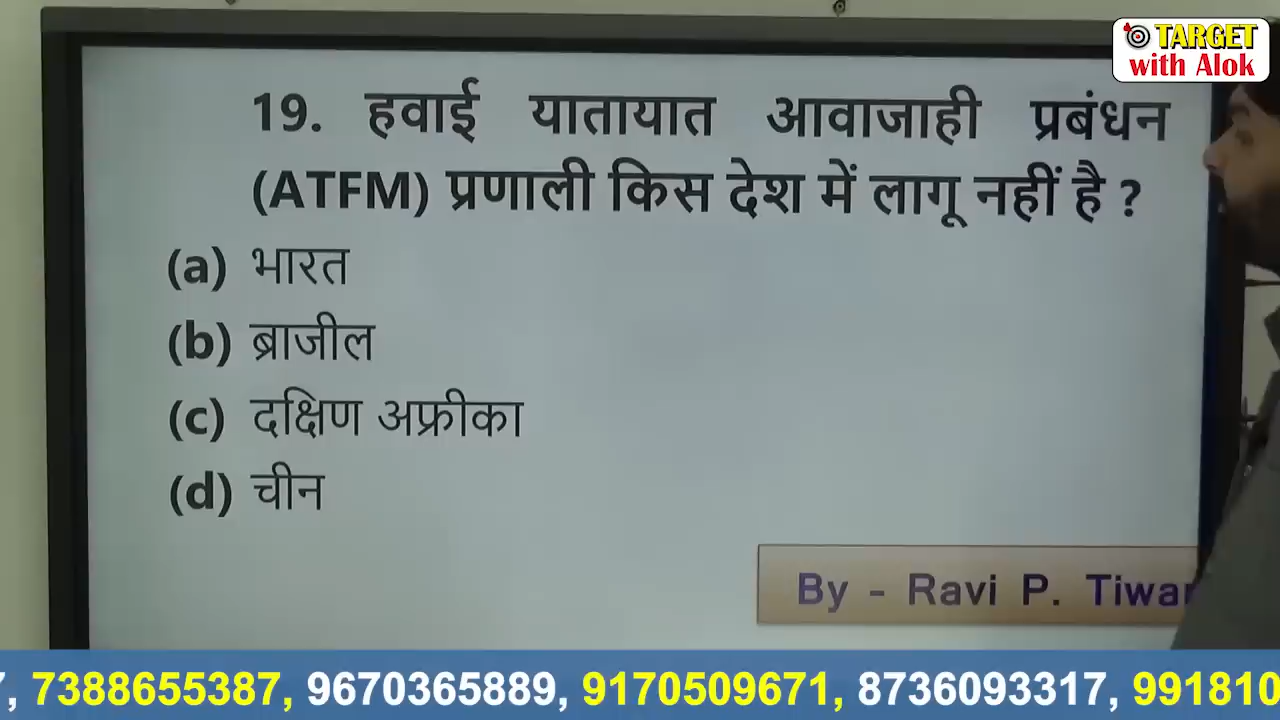 TARGET
with Alok
19. हवाई यातायात आवाजाही प्रबंधन
(ATFM) प्रणाली किस देश में लागू नहीं है ?
(a) भारत
(b) ब्राजील
(c) दक्षिण अफ्रीका
(d) चीन
By - Ravi P.
7388655387, 9670365889, 9170509671, 8736093317,